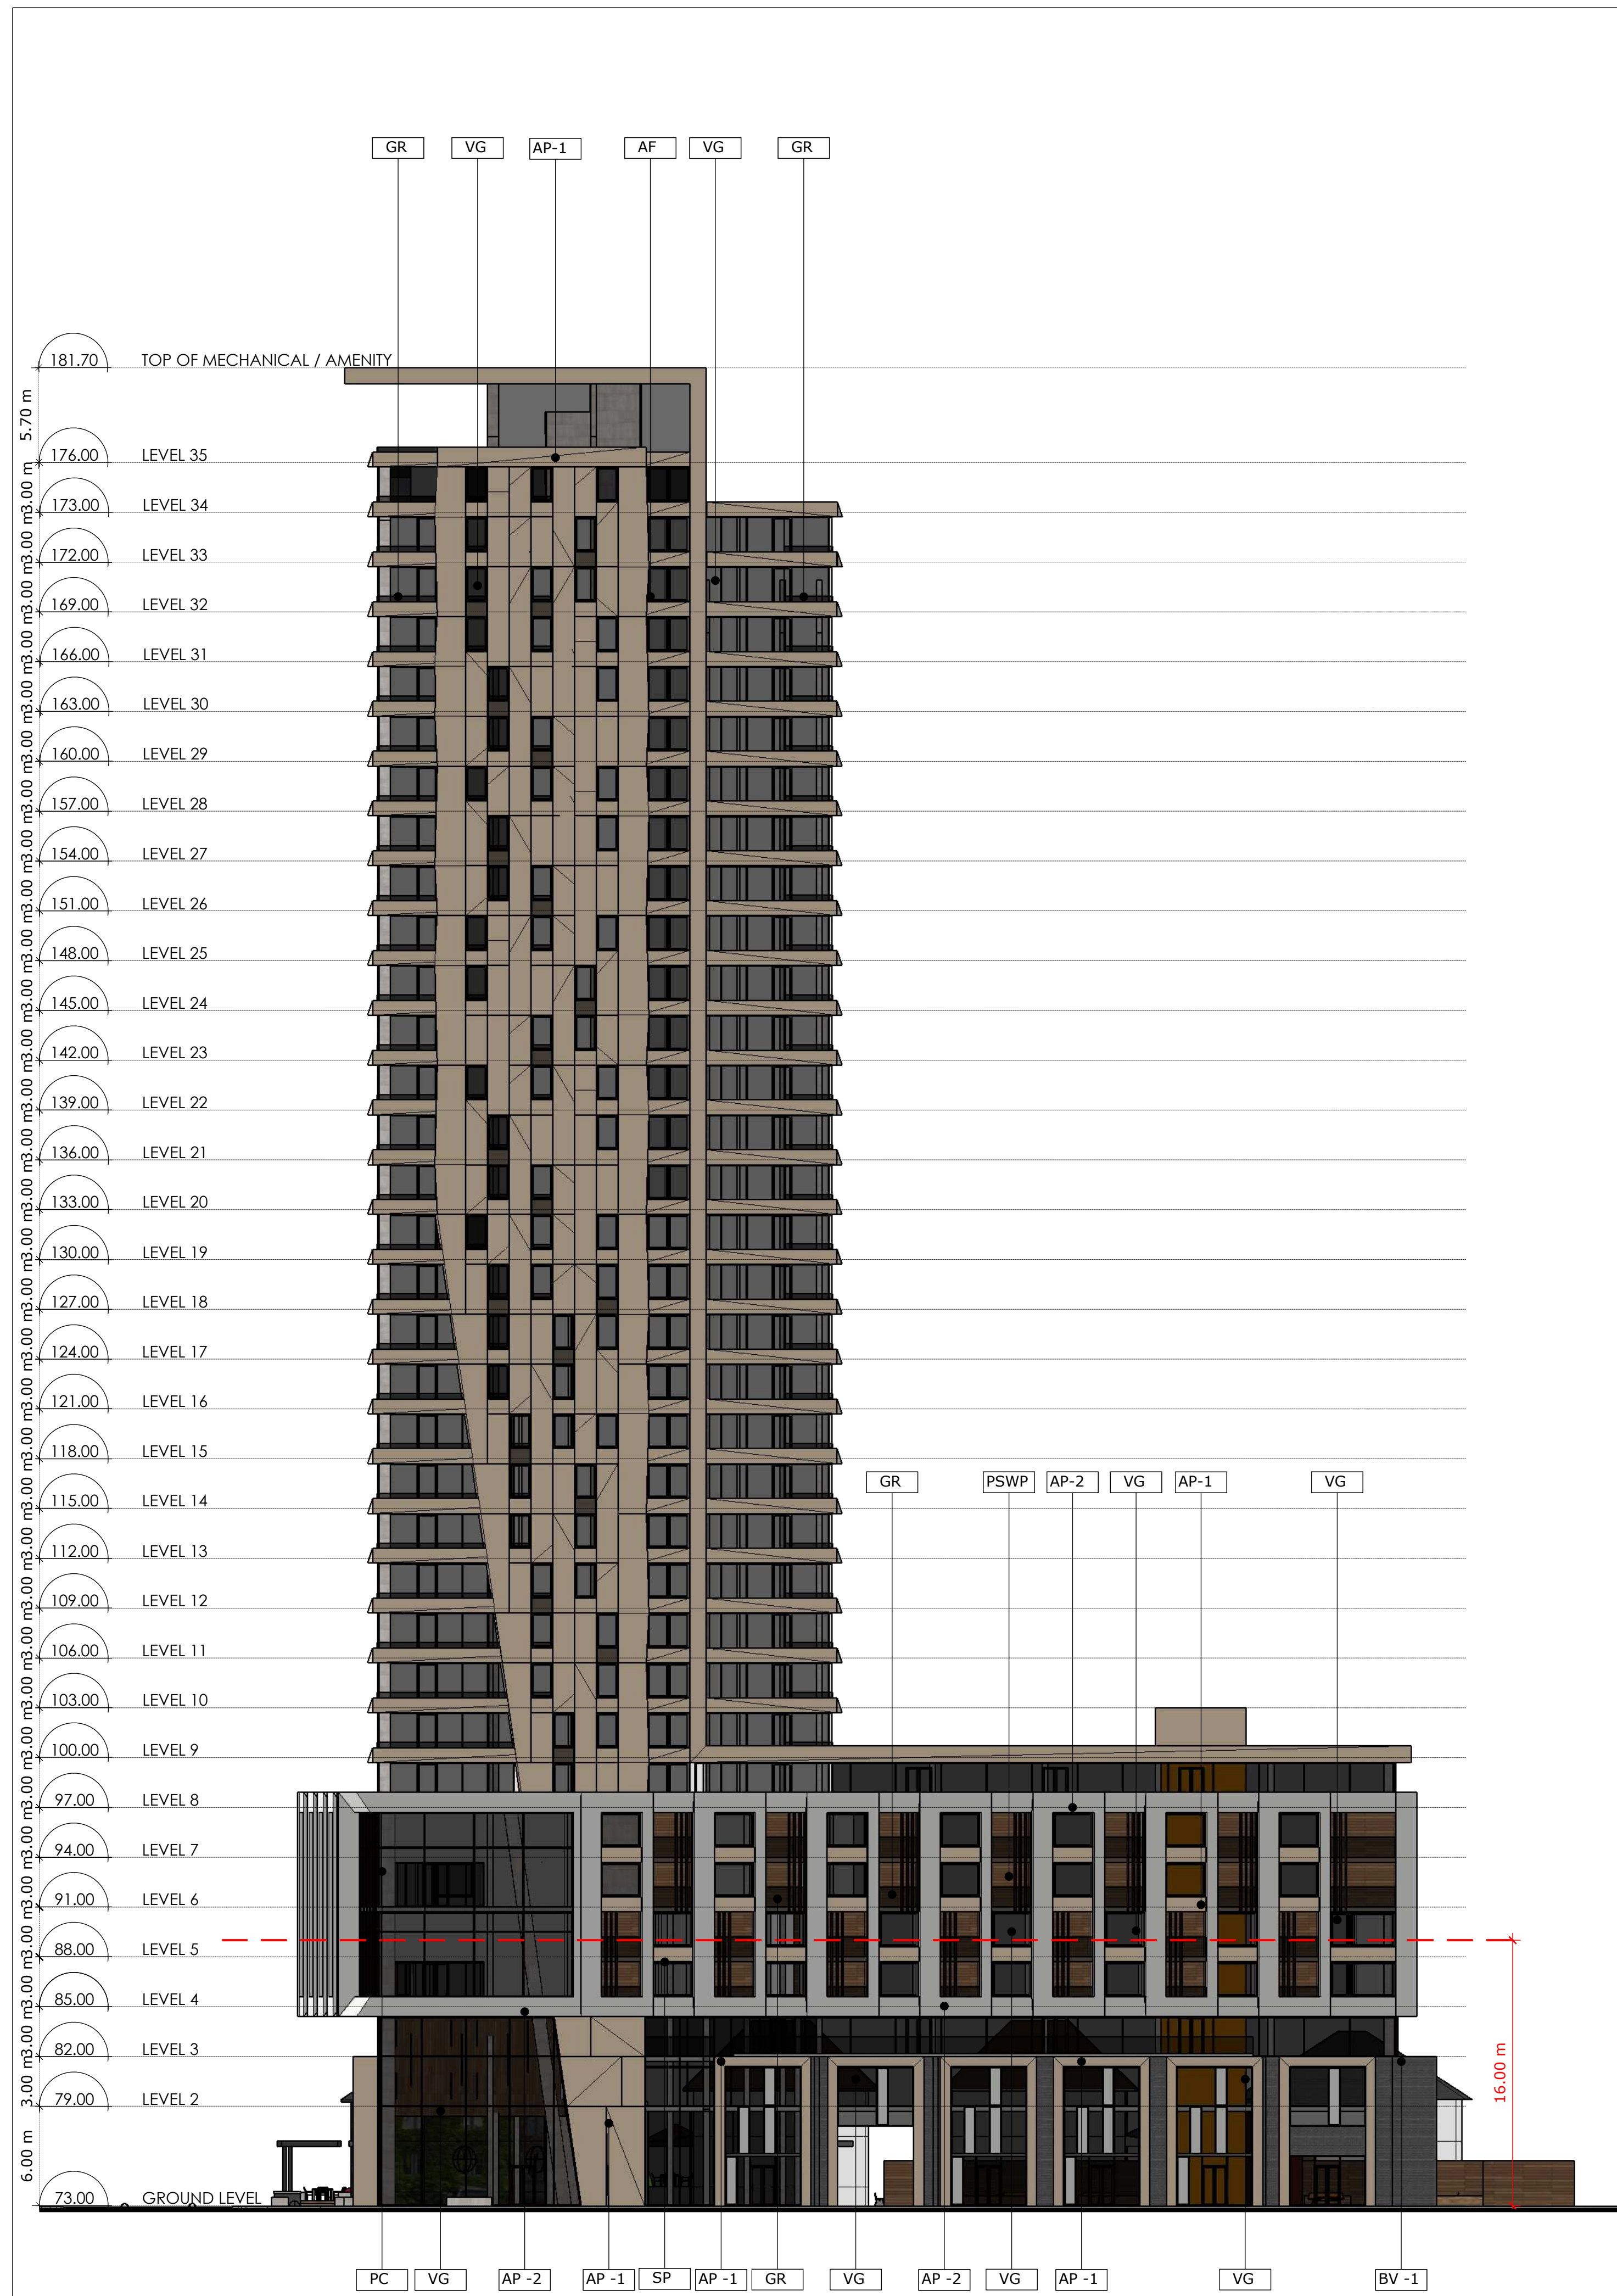 GR VG AP-1 AF VG GR
181.70 TOP OF MECHANICAL / AMENITY
5.70 m
176.00 LEVEL 35
3.00 m
173.00 LEVEL 34
3.00 m
172.00 LEVEL 33
3.00 m
169.00 LEVEL 32
3.00 m
166.00 LEVEL 31
3.00 m
163.00 LEVEL 30
3.00 m
160.00 LEVEL 29
3.00 m
157.00 LEVEL 28
3.00 m
154.00 LEVEL 27
3.00 m
151.00 LEVEL 26
3.00 m
148.00 LEVEL 25
3.00 m
145.00 LEVEL 24
3.00 m
142.00 LEVEL 23
3.00 m
139.00 LEVEL 22
3.00 m
136.00 LEVEL 21
3.00 m
133.00 LEVEL 20
3.00 m
130.00 LEVEL 19
3.00 m
127.00 LEVEL 18
3.00 m
124.00 LEVEL 17
3.00 m
121.00 LEVEL 16
3.00 m
118.00 LEVEL 15
3.00 m
GR PSWP AP-2 VG AP-1 VG
115.00 LEVEL 14
3.00 m
112.00 LEVEL 13
3.00 m
109.00 LEVEL 12
3.00 m
106.00 LEVEL 11
3.00 m
103.00 LEVEL 10
3.00 m
100.00 LEVEL 9
3.00 m
97.00 LEVEL 8
3.00 m
94.00 LEVEL 7
3.00 m
91.00 LEVEL 6
3.00 m
88.00 LEVEL 5
3.00 m
85.00 LEVEL 4
3.00 m
82.00 LEVEL 3
3.00 m
79.00 LEVEL 2
16.00 m
6.00 m
73.00 GROUND LEVEL
PC VG AP -2 AP -1 SP AP -1 GR VG AP -2 VG AP -1 VG BV -1